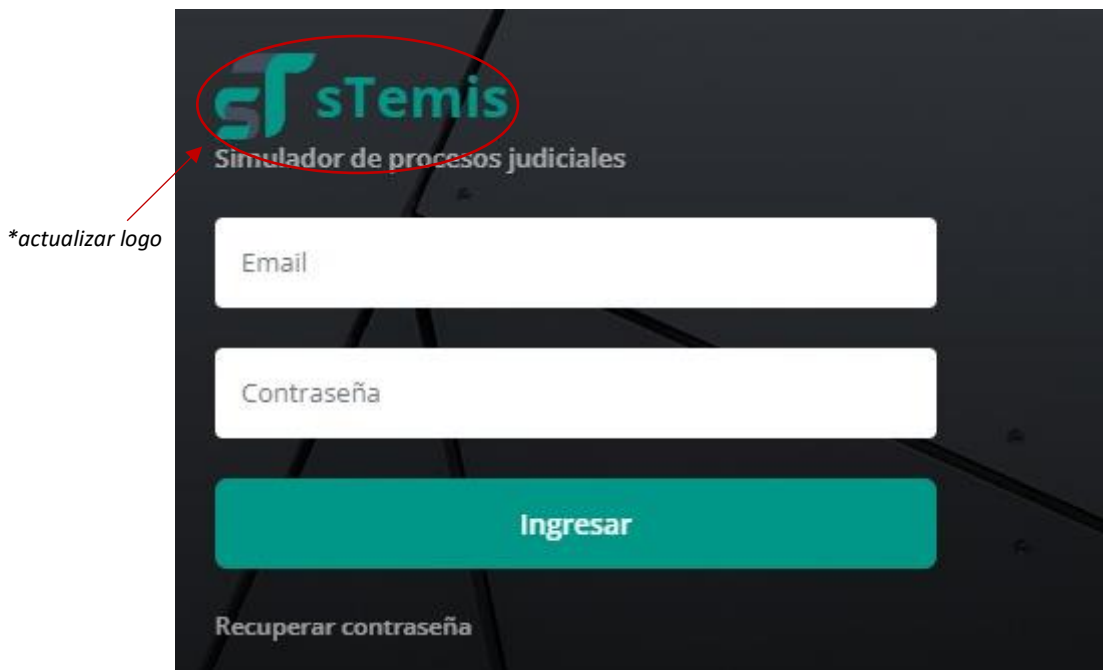 sTemis
Simulador de procesos judiciales
*actualizar logo
Email
Contraseña
Ingresar
Recuperar contraseña